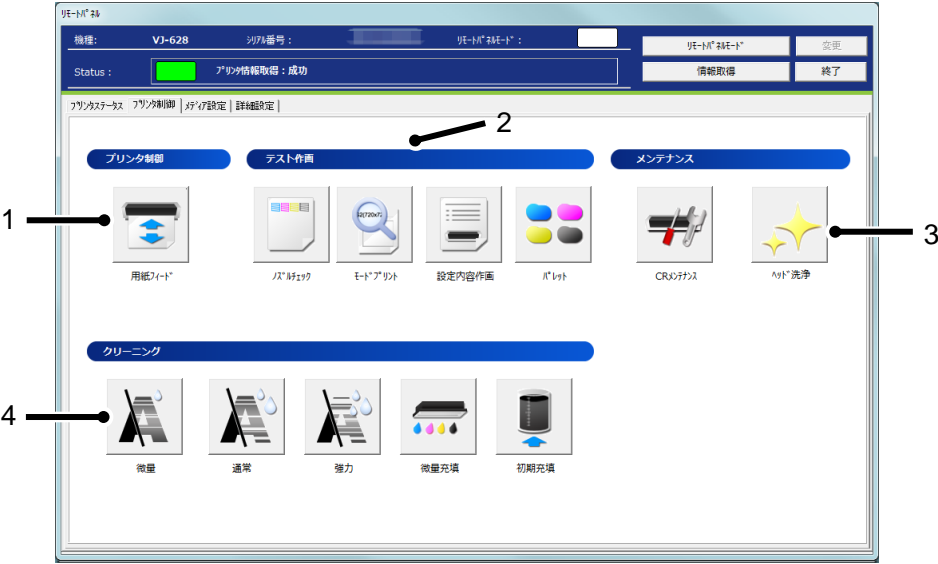 リモートパネル
機種:
VJ-628
シリアル番号:
リモートパネルモード:
リモートパネルモード
変更
Status :
プリンタ情報取得:成功
情報取得
終了
プリンタステータス
プリンタ制御
メディア設定
詳細設定
2
プリンタ制御
テスト作画
メンテナンス
1
32(720x72
3
用紙フィード
ノズルチェック
モードプリント
設定内容作画
パレット
CRメンテナンス
ヘッド洗浄
クリーニング
4
微量
通常
強力
微量充填
初期充填